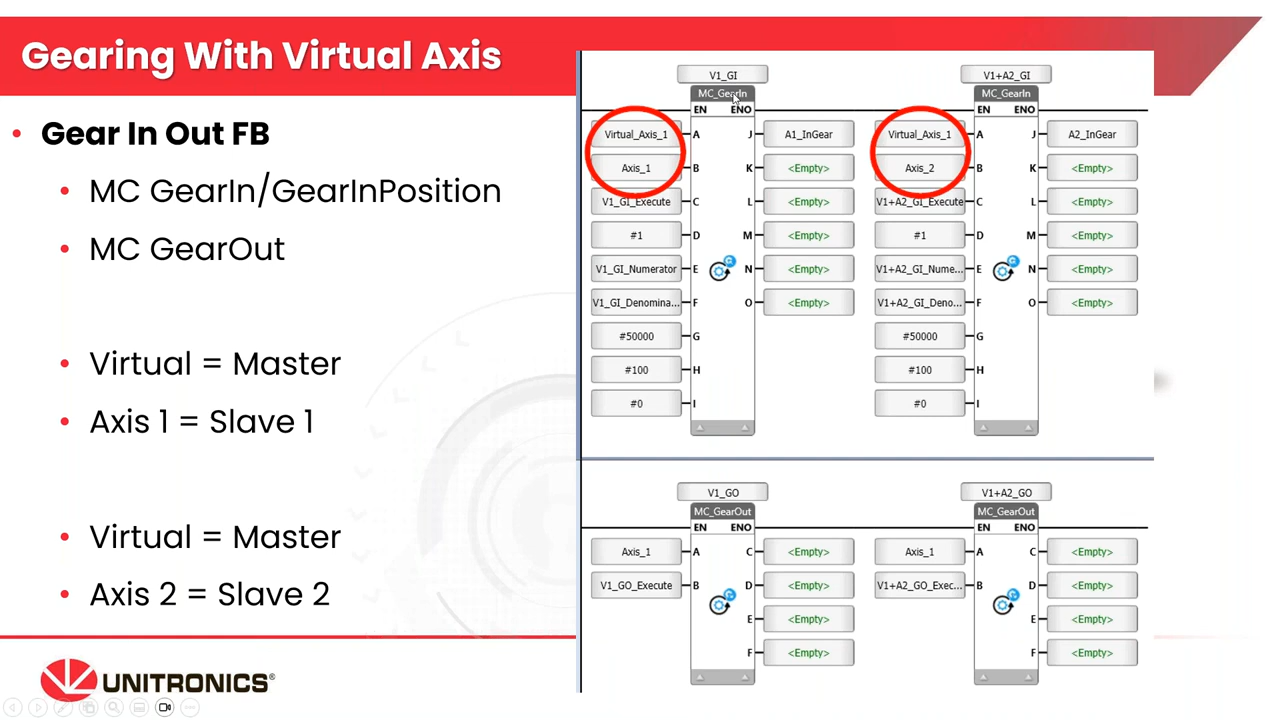 Gearing With Virtual Axis
• Gear In Out FB
• MC GearIn/GearInPosition
• MC GearOut
• Virtual = Master
• Axis 1 = Slave 1
• Virtual = Master
• Axis 2 = Slave 2
UNITRONICS®
V1_GI
MC_GearIn
EN ENO
Virtual_Axis_1 A J A1_InGear
Axis_1 B K <Empty>
V1_GI_Execute C L <Empty>
#1 D M <Empty>
V1_GI_Numerator E N <Empty>
V1_GI_Denomina... F O <Empty>
#50000 G
#100 H
#0 I
V1+A2_GI
MC_GearIn
EN ENO
Virtual_Axis_1 A J A2_InGear
Axis_2 B K <Empty>
V1+A2_GI_Execute C L <Empty>
#1 D M <Empty>
V1+A2_GI_Nume... E N <Empty>
V1+A2_GI_Deno... F O <Empty>
#50000 G
#100 H
#0 I
V1_GO
MC_GearOut
EN ENO
Axis_1 A C <Empty>
V1_GO_Execute B D <Empty>
E <Empty>
F <Empty>
V1+A2_GO
MC_GearOut
EN ENO
Axis_1 A C <Empty>
V1+A2_GO_Exec... B D <Empty>
E <Empty>
F <Empty>